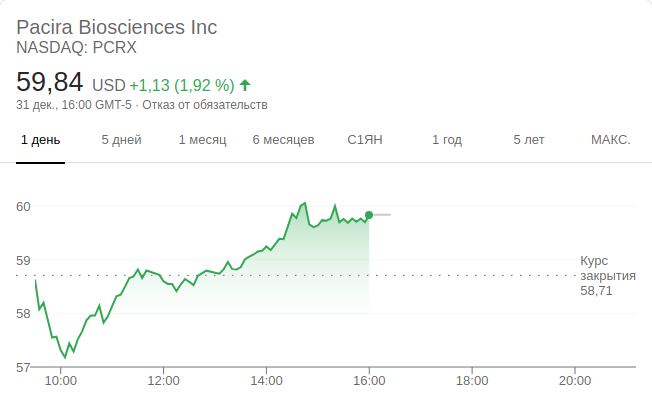 Pacira Biosciences Inc
NASDAQ: PCRX
59,84 USD +1,13 (1,92 %)
31 дек., 16:00 GMT-5 · Отказ от обязательств
1 день 5 дней 1 месяц 6 месяцев С1ЯН 1 год 5 лет МАКС.
60
59
Курс
закрытия
58,71
58
57
10:00 12:00 14:00 16:00 18:00 20:00